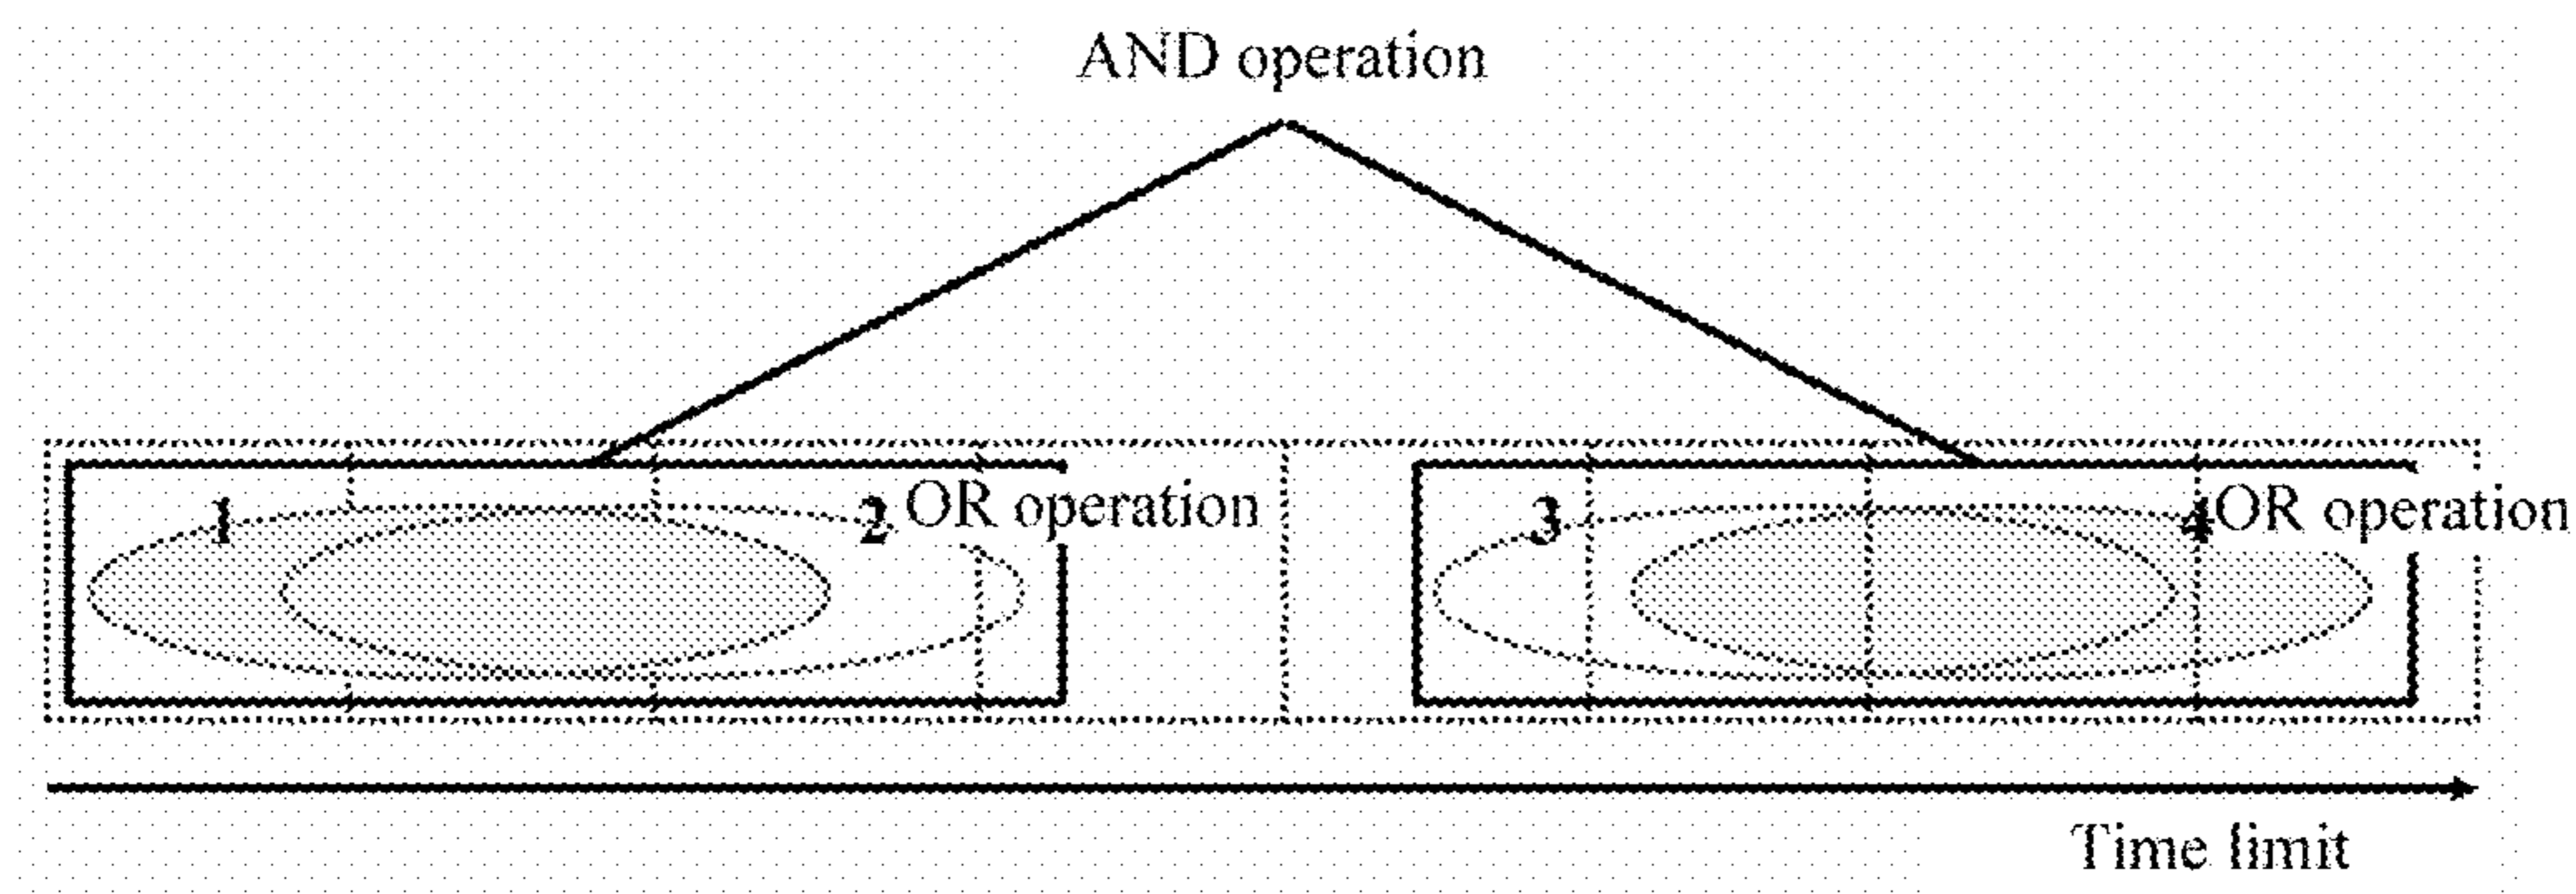 AND operation
1 2 OR operation 3 4 OR operation
Time limit